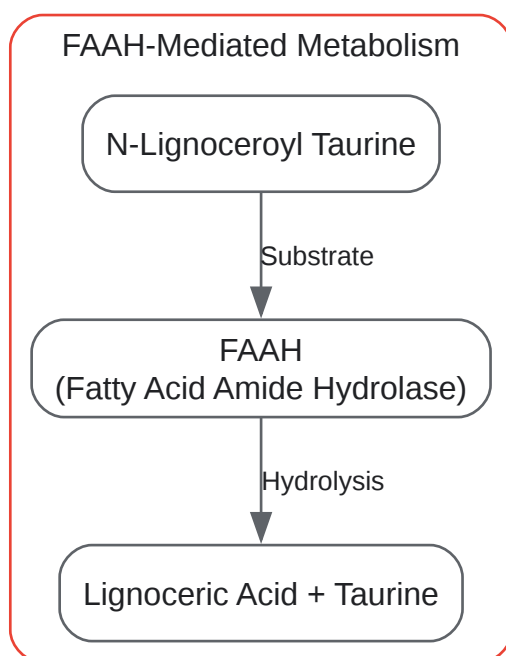 FAAH-Mediated Metabolism
N-Lignoceroyl Taurine
Substrate
FAAH
(Fatty Acid Amide Hydrolase)
Hydrolysis
Lignoceric Acid + Taurine